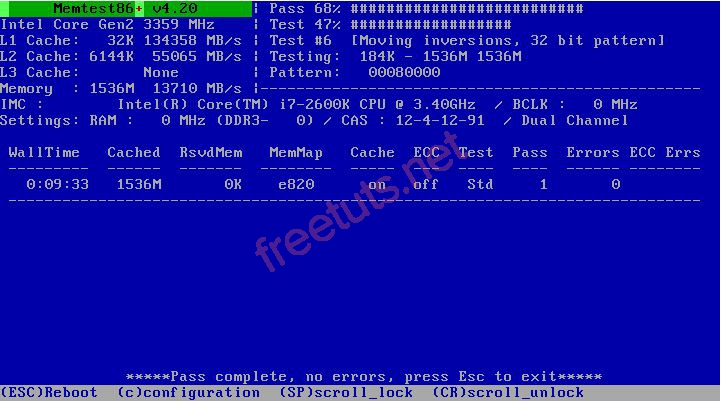 Memtest86+ v4.20 | Pass 68% ##########################
Intel Core Gen2 3359 MHz | Test 47% ##################
L1 Cache: 32K 134358 MB/s | Test #6 [Moving inversions, 32 bit pattern]
L2 Cache: 6144K 55065 MB/s | Testing: 184K - 1536M 1536M
L3 Cache: None | Pattern: 00080000
Memory : 1536M 13710 MB/s |-------------------------------------------------
IMC : Intel(R) Core(TM) i7-2600K CPU @ 3.40GHz / BCLK : 0 MHz
Settings: RAM : 0 MHz (DDR3- 0) / CAS : 12-4-12-91 / Dual Channel
WallTime Cached RsvdMem MemMap Cache ECC Test Pass Errors ECC Errs
--------- ------ ------- -------- ----- --- ---- ---- ------ --------
0:09:33 1536M 0K e820 on off Std 1 0
-----------------------------------------------------------------------------
freetuts.net
*****Pass complete, no errors, press Esc to exit*****
(ESC)Reboot (c)configuration (SP)scroll_lock (CR)scroll_unlock